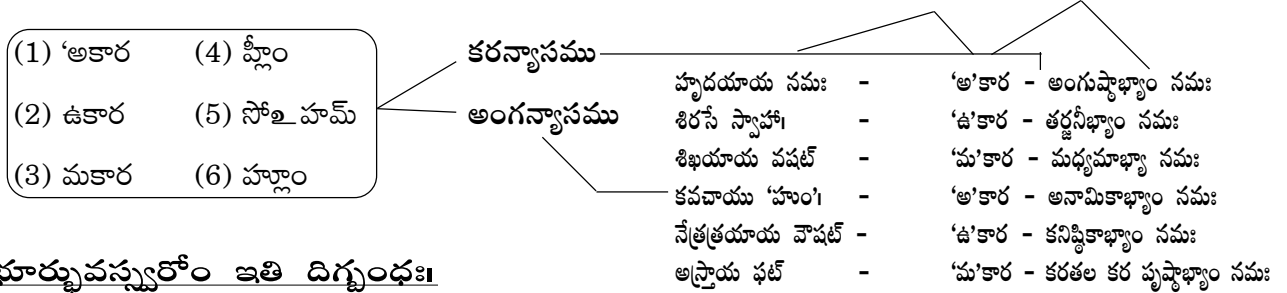 (1) ‘అకార (4) హ్రీం
(2) ఉకార (5) సోఽహమ్
(3) మకార (6) హ్లూం
కరన్యాసము
అంగన్యాసము
హృదయాయ నమః - ‘అ’కార - అంగుష్ఠాభ్యాం నమః
శిరసే స్వాహా। - ‘ఉ’కార - తర్జనీభ్యాం నమః
శిఖయాయ వషట్ - ‘మ’కార - మధ్యమాభ్యా నమః
కవచాయు ‘హుం’। - ‘అ’కార - అనామికాభ్యాం నమః
నేత్రత్రయాయ వౌషట్ - ‘ఉ’కార - కనిష్ఠికాభ్యాం నమః
అస్త్రాయ ఫట్ - ‘మ’కార - కరతల కర పృష్ఠాభ్యాం నమః
భూర్భువస్స్వరోం ఇతి దిగ్బంధః।